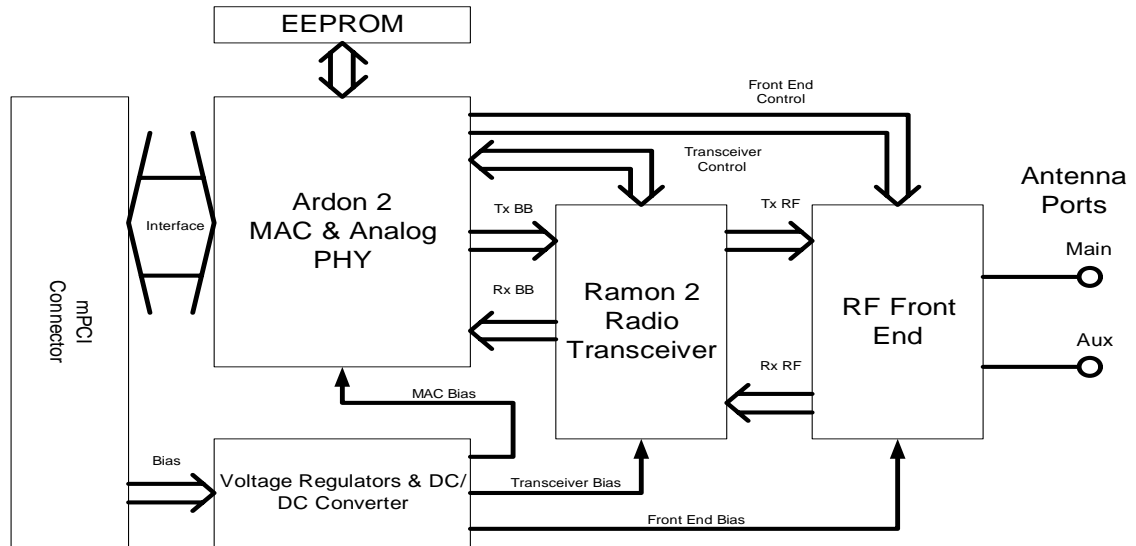 EEPROM
Front End
Control
Transceiver
Control
Antenna
Ports
Ardon 2
MAC & Analog
PHY
Interface
Tx BB
Tx RF
Main
mPCI
Connector
Rx BB
Ramon 2
Radio
Transceiver
RF Front
End
Aux
Rx RF
MAC Bias
Bias
Voltage Regulators & DC/
DC Converter
Transceiver Bias
Front End Bias